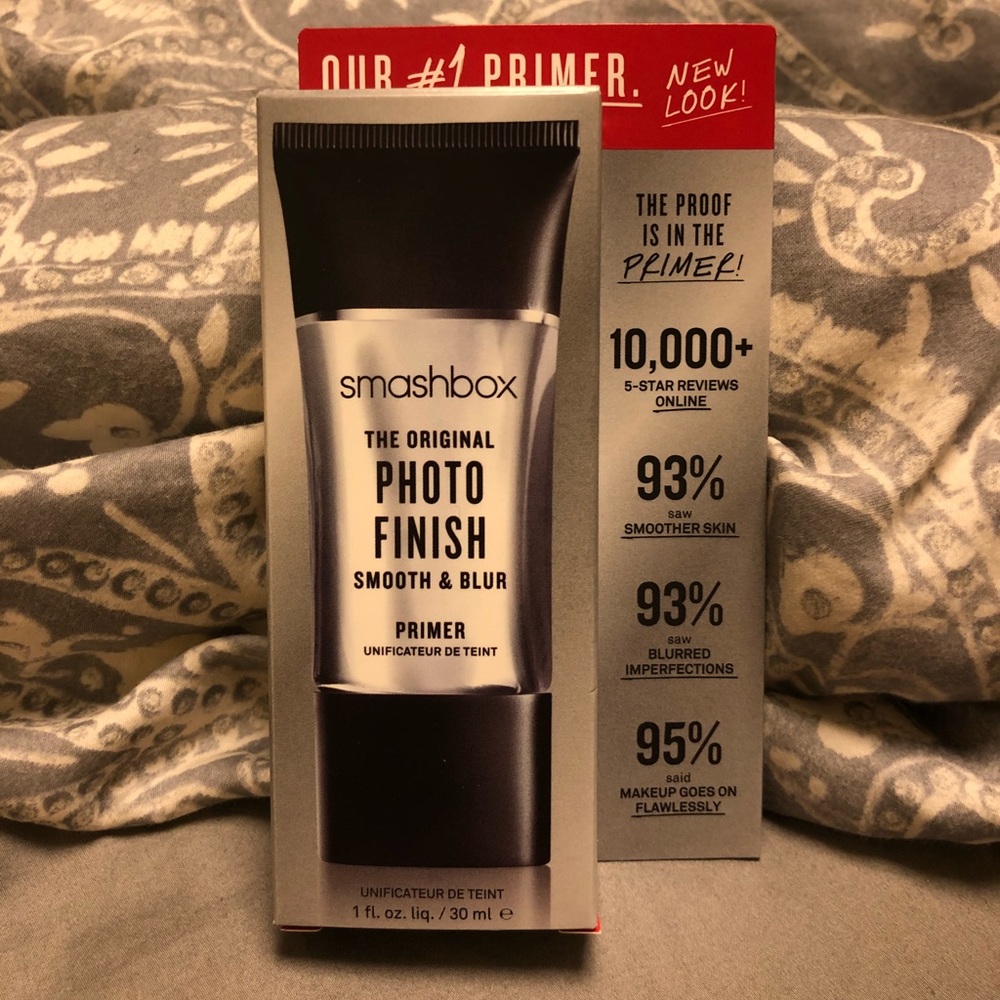 OUR #1 PRIMER.
NEW
LOOK!
smashbox
THE ORIGINAL
PHOTO
FINISH
SMOOTH & BLUR
PRIMER
UNIFICATEUR DE TEINT
UNIFICATEUR DE TEINT
1 fl. oz. liq. / 30 ml ℮
THE PROOF
IS IN THE
PRIMER!
10,000+
5-STAR REVIEWS
ONLINE
93%
saw
SMOOTHER SKIN
93%
saw
BLURRED
IMPERFECTIONS
95%
said
MAKEUP GOES ON
FLAWLESSLY